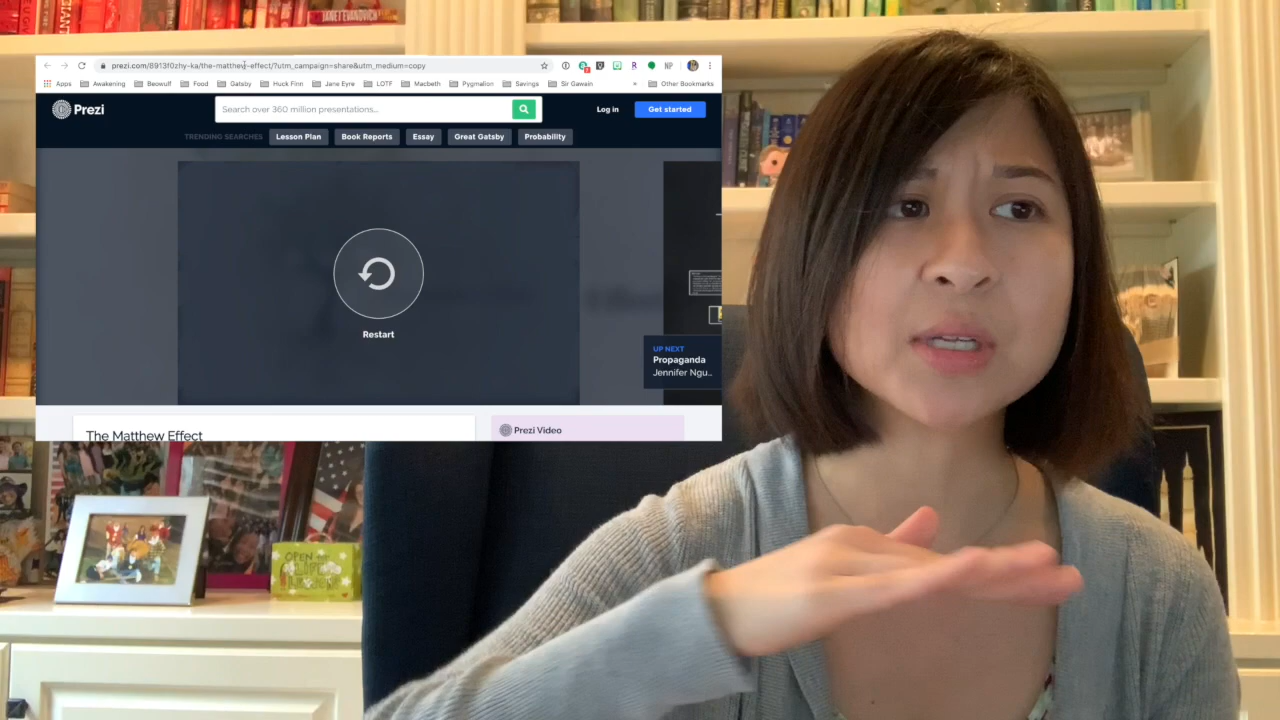 JANET EVANOVICH
prezi.com/8913f0zhy-ka/the-matthew-effect/?utm_campaign=share&utm_medium=copy
Apps Awakening Beowulf Food Gatsby Huck Finn Jane Eyre LOTF Macbeth Pygmalion Savings Sir Gawain » Other Bookmarks
Prezi Search over 360 million presentations... Log in Get started
TRENDING SEARCHES Lesson Plan Book Reports Essay Great Gatsby Probability
Restart
UP NEXT
Propaganda
Jennifer Ngu...
The Matthew Effect
Prezi Video
OPEN